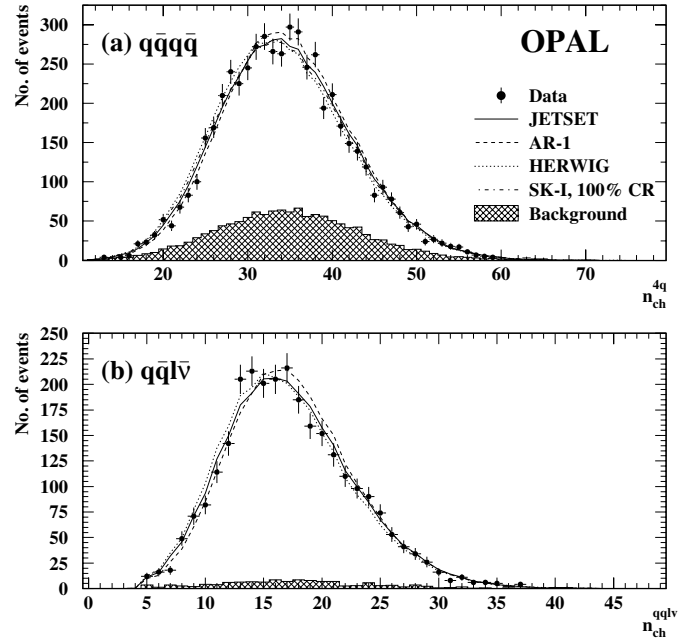 No. of events
300
250
200
150
100
50
0
(a) qq̄qq̄
OPAL
Data
JETSET
AR-1
HERWIG
SK-I, 100% CR
Background
20 30 40 50 60 70
n_ch^4q
No. of events
250
225
200
175
150
125
100
75
50
25
0
(b) qq̄lν̄
0 5 10 15 20 25 30 35 40 45
n_ch^qqlν